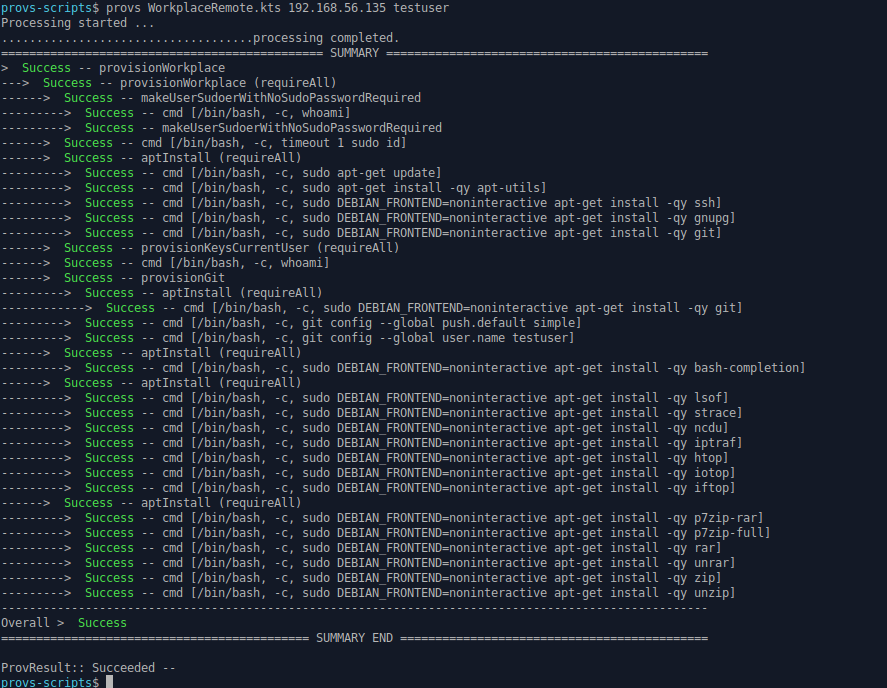 provs-scripts$ provs WorkplaceRemote.kts 192.168.56.135 testuser
Processing started ...
....................................processing completed.
============================================== SUMMARY ==============================================
>  Success -- provisionWorkplace
--->  Success -- provisionWorkplace (requireAll)
------>  Success -- makeUserSudoerWithNoSudoPasswordRequired
--------->  Success -- cmd [/bin/bash, -c, whoami]
--------->  Success -- makeUserSudoerWithNoSudoPasswordRequired
------>  Success -- cmd [/bin/bash, -c, timeout 1 sudo id]
------>  Success -- aptInstall (requireAll)
--------->  Success -- cmd [/bin/bash, -c, sudo apt-get update]
--------->  Success -- cmd [/bin/bash, -c, sudo apt-get install -qy apt-utils]
--------->  Success -- cmd [/bin/bash, -c, sudo DEBIAN_FRONTEND=noninteractive apt-get install -qy ssh]
--------->  Success -- cmd [/bin/bash, -c, sudo DEBIAN_FRONTEND=noninteractive apt-get install -qy gnupg]
--------->  Success -- cmd [/bin/bash, -c, sudo DEBIAN_FRONTEND=noninteractive apt-get install -qy git]
------>  Success -- provisionKeysCurrentUser (requireAll)
------>  Success -- cmd [/bin/bash, -c, whoami]
------>  Success -- provisionGit
--------->  Success -- aptInstall (requireAll)
------------>  Success -- cmd [/bin/bash, -c, sudo DEBIAN_FRONTEND=noninteractive apt-get install -qy git]
--------->  Success -- cmd [/bin/bash, -c, git config --global push.default simple]
--------->  Success -- cmd [/bin/bash, -c, git config --global user.name testuser]
------>  Success -- aptInstall (requireAll)
--------->  Success -- cmd [/bin/bash, -c, sudo DEBIAN_FRONTEND=noninteractive apt-get install -qy bash-completion]
------>  Success -- aptInstall (requireAll)
--------->  Success -- cmd [/bin/bash, -c, sudo DEBIAN_FRONTEND=noninteractive apt-get install -qy lsof]
--------->  Success -- cmd [/bin/bash, -c, sudo DEBIAN_FRONTEND=noninteractive apt-get install -qy strace]
--------->  Success -- cmd [/bin/bash, -c, sudo DEBIAN_FRONTEND=noninteractive apt-get install -qy ncdu]
--------->  Success -- cmd [/bin/bash, -c, sudo DEBIAN_FRONTEND=noninteractive apt-get install -qy iptraf]
--------->  Success -- cmd [/bin/bash, -c, sudo DEBIAN_FRONTEND=noninteractive apt-get install -qy htop]
--------->  Success -- cmd [/bin/bash, -c, sudo DEBIAN_FRONTEND=noninteractive apt-get install -qy iotop]
--------->  Success -- cmd [/bin/bash, -c, sudo DEBIAN_FRONTEND=noninteractive apt-get install -qy iftop]
------>  Success -- aptInstall (requireAll)
--------->  Success -- cmd [/bin/bash, -c, sudo DEBIAN_FRONTEND=noninteractive apt-get install -qy p7zip-rar]
--------->  Success -- cmd [/bin/bash, -c, sudo DEBIAN_FRONTEND=noninteractive apt-get install -qy p7zip-full]
--------->  Success -- cmd [/bin/bash, -c, sudo DEBIAN_FRONTEND=noninteractive apt-get install -qy rar]
--------->  Success -- cmd [/bin/bash, -c, sudo DEBIAN_FRONTEND=noninteractive apt-get install -qy unrar]
--------->  Success -- cmd [/bin/bash, -c, sudo DEBIAN_FRONTEND=noninteractive apt-get install -qy zip]
--------->  Success -- cmd [/bin/bash, -c, sudo DEBIAN_FRONTEND=noninteractive apt-get install -qy unzip]
-----------------------------------------------------------------------------------------------------
Overall >  Success
============================================ SUMMARY END ============================================
ProvResult:: Succeeded --
provs-scripts$